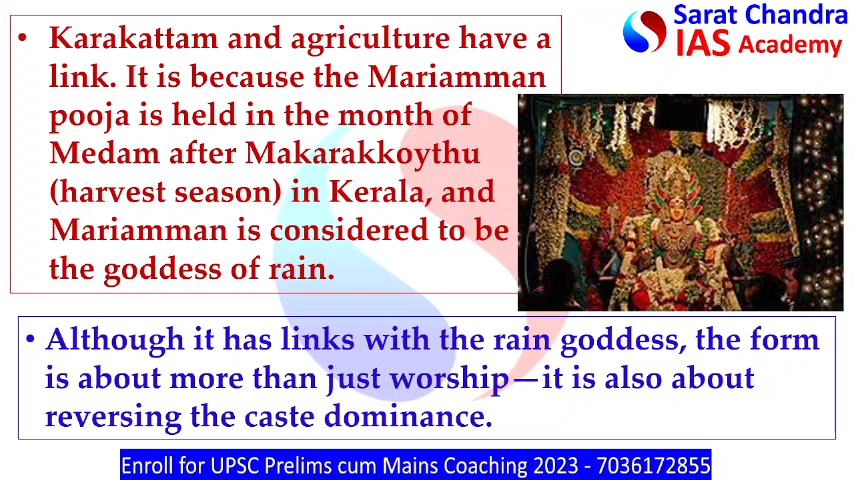 Sarat Chandra
IAS Academy
• Karakattam and agriculture have a
link. It is because the Mariamman
pooja is held in the month of
Medam after Makarakkoythu
(harvest season) in Kerala, and
Mariamman is considered to be
the goddess of rain.
• Although it has links with the rain goddess, the form
is about more than just worship—it is also about
reversing the caste dominance.
Enroll for UPSC Prelims cum Mains Coaching 2023 - 7036172855